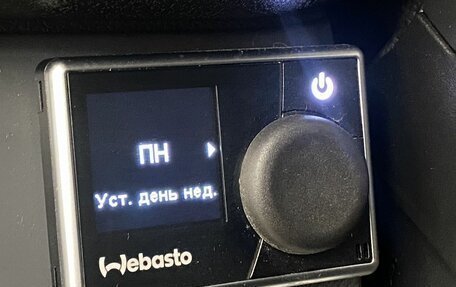 ПН
Уст. день нед.
Webasto